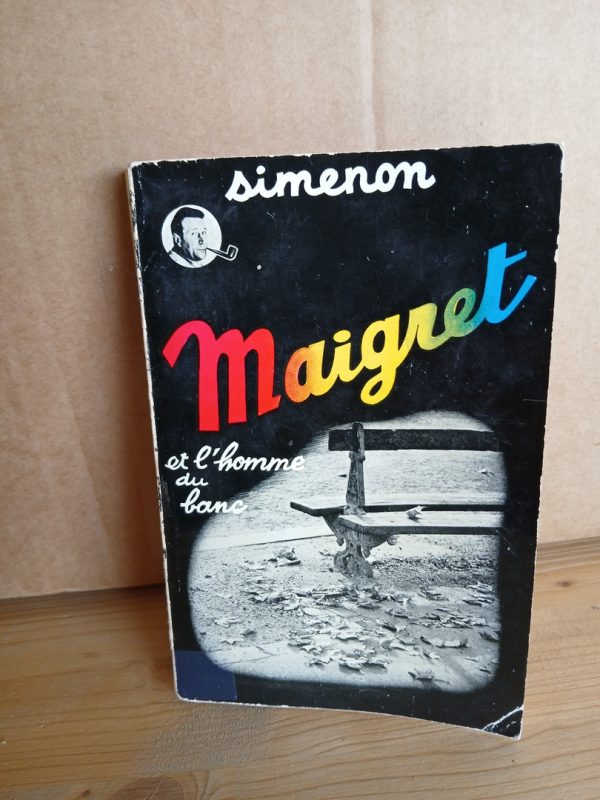 simenon
Maigret
et l'homme
du
banc